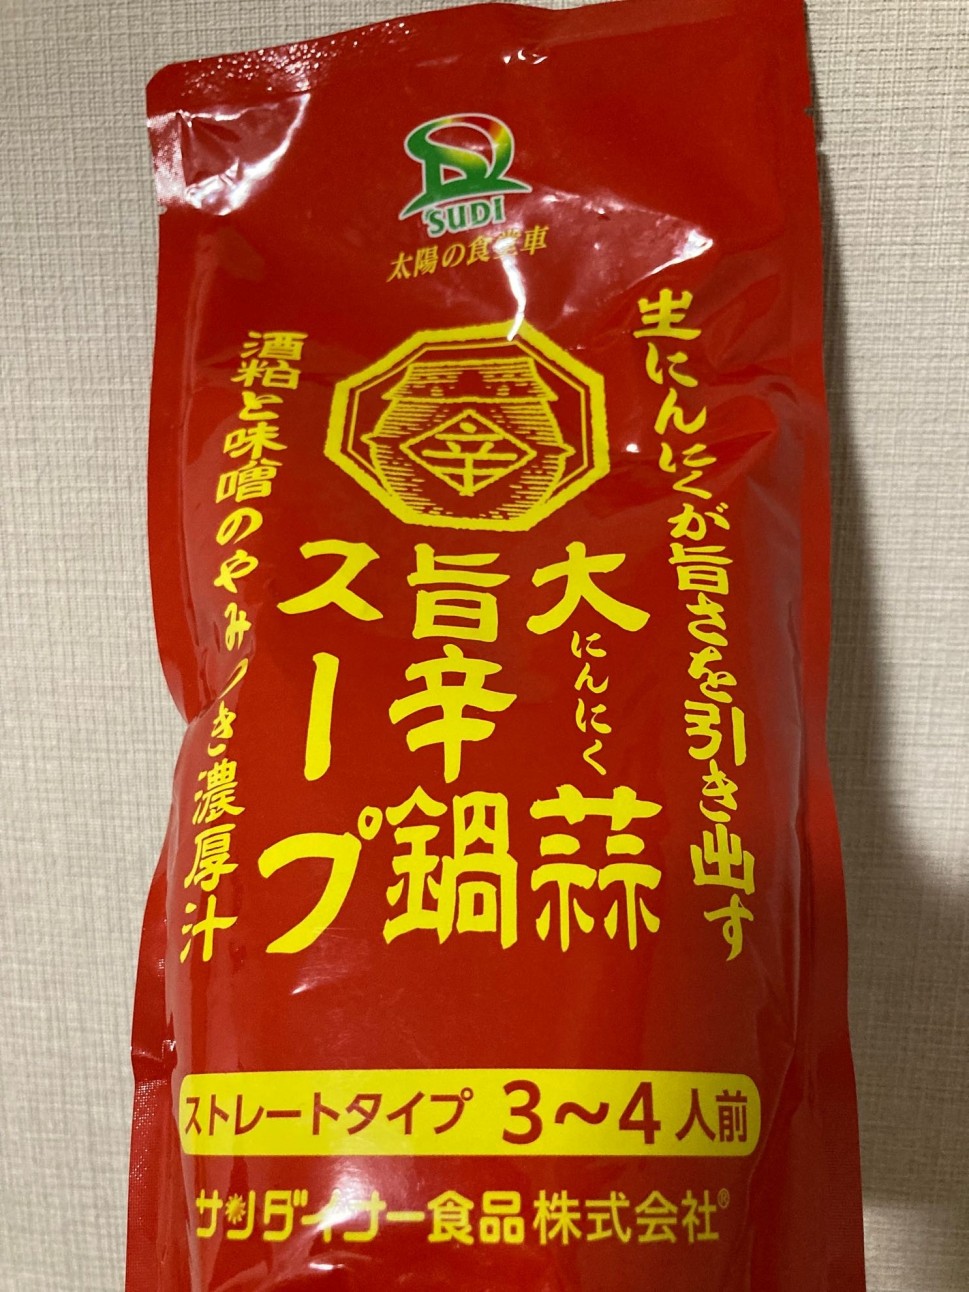 SUDI
太陽の食堂車
生にんにくが旨さを引き出す
辛
大蒜
にんにく
旨辛鍋
スープ
酒粕と味噌のやみつき濃厚汁
ストレートタイプ 3〜4人前
サンダイナー食品株式会社®